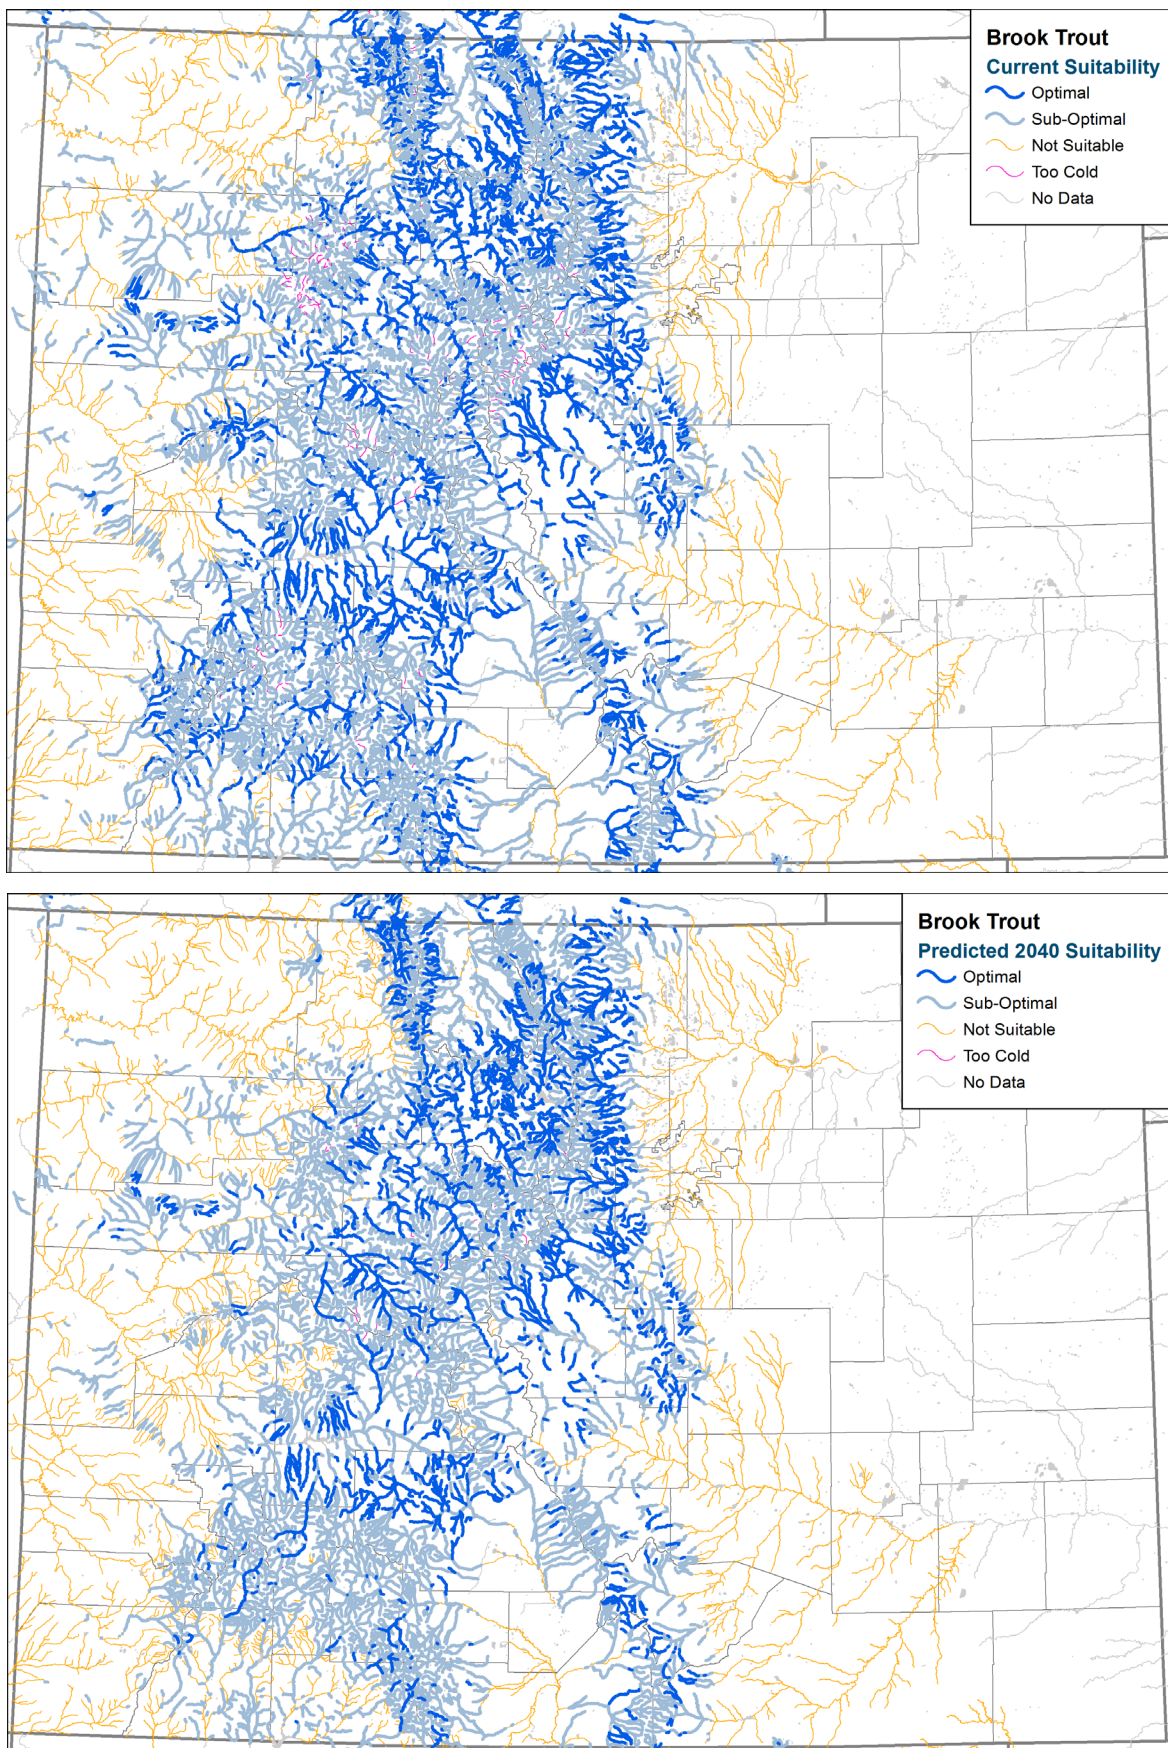 Brook Trout
Current Suitability
Optimal
Sub-Optimal
Not Suitable
Too Cold
No Data
Brook Trout
Predicted 2040 Suitability
Optimal
Sub-Optimal
Not Suitable
Too Cold
No Data